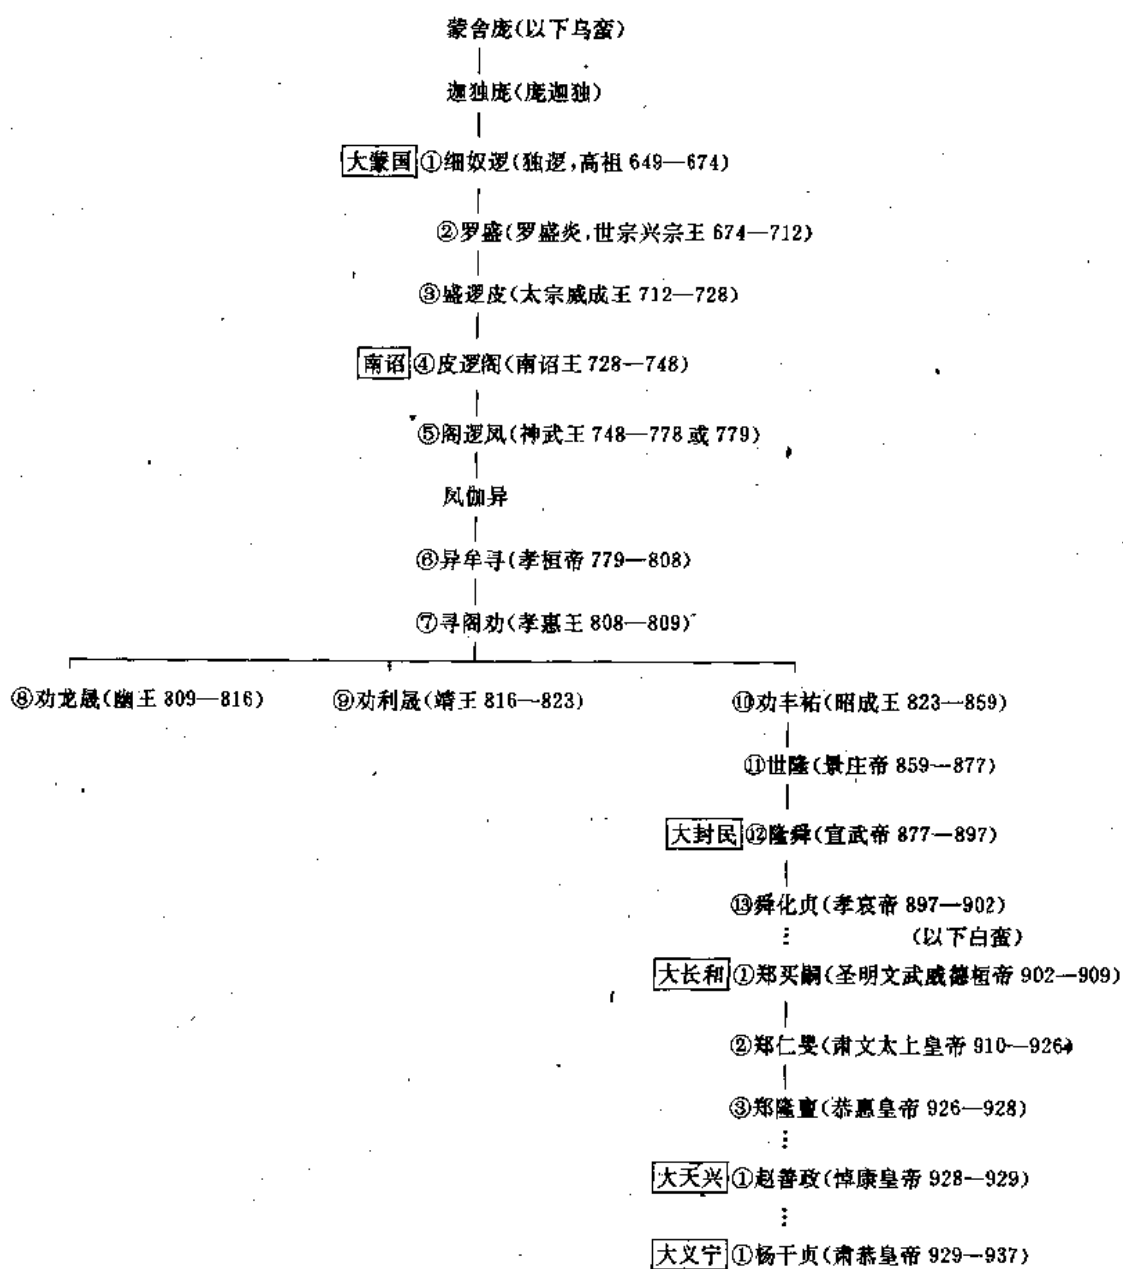 蒙舍庞(以下乌蛮)
迦独庞(庞迦独)
大蒙国①细奴逻(独逻,高祖 649—674)
②罗盛(罗盛炎,世宗兴宗王 674—712)
③盛逻皮(太宗威成王 712—728)
南诏④皮逻阁(南诏王 728—748)
⑤阁逻凤(神武王 748—778 或 779)
凤伽异
⑥异牟寻(孝桓帝 779—808)
⑦寻阁劝(孝惠王 808—809)
⑧劝龙晟(幽王 809—816) ⑨劝利晟(靖王 816—823) ⑩劝丰祐(昭成王 823—859)
⑪世隆(景庄帝 859—877)
大封民⑫隆舜(宣武帝 877—897)
⑬舜化贞(孝哀帝 897—902)
(以下白蛮)
大长和①郑买嗣(圣明文武威德桓帝 902—909)
②郑仁旻(肃文太上皇帝 910—926)
③郑隆亶(恭惠皇帝 926—928)
大天兴①赵善政(悼康皇帝 928—929)
大义宁①杨干贞(肃恭皇帝 929—937)